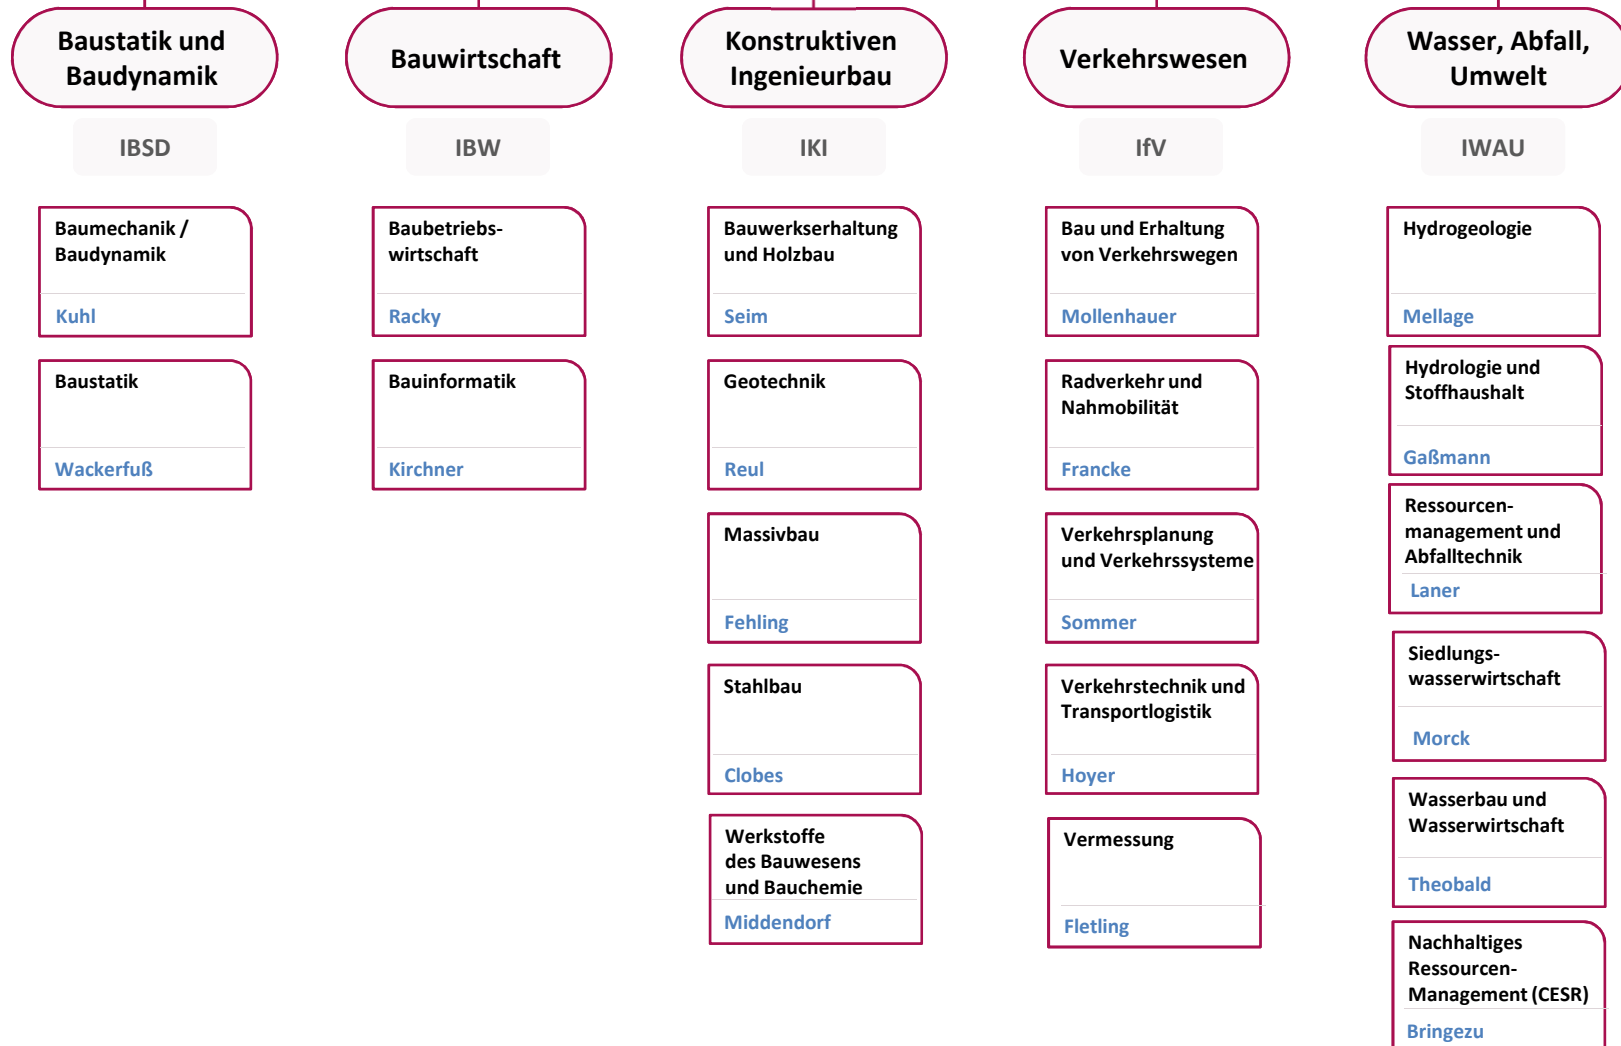 Baustatik und
Baudynamik
IBSD
Baumechanik /
Baudynamik
Kuhl
Baustatik
Wackerfuß
Bauwirtschaft
IBW
Baubetriebs-
wirtschaft
Racky
Bauinformatik
Kirchner
Konstruktiven
Ingenieurbau
IKI
Bauwerkserhaltung
und Holzbau
Seim
Geotechnik
Reul
Massivbau
Fehling
Stahlbau
Clobes
Werkstoffe
des Bauwesens
und Bauchemie
Middendorf
Verkehrswesen
IfV
Bau und Erhaltung
von Verkehrswegen
Mollenhauer
Radverkehr und
Nahmobilität
Francke
Verkehrsplanung
und Verkehrssysteme
Sommer
Verkehrstechnik und
Transportlogistik
Hoyer
Vermessung
Fletling
Wasser, Abfall,
Umwelt
IWAU
Hydrogeologie
Mellage
Hydrologie und
Stoffhaushalt
Gaßmann
Ressourcen-
management und
Abfalltechnik
Laner
Siedlungs-
wasserwirtschaft
Morck
Wasserbau und
Wasserwirtschaft
Theobald
Nachhaltiges
Ressourcen-
Management (CESR)
Bringezu